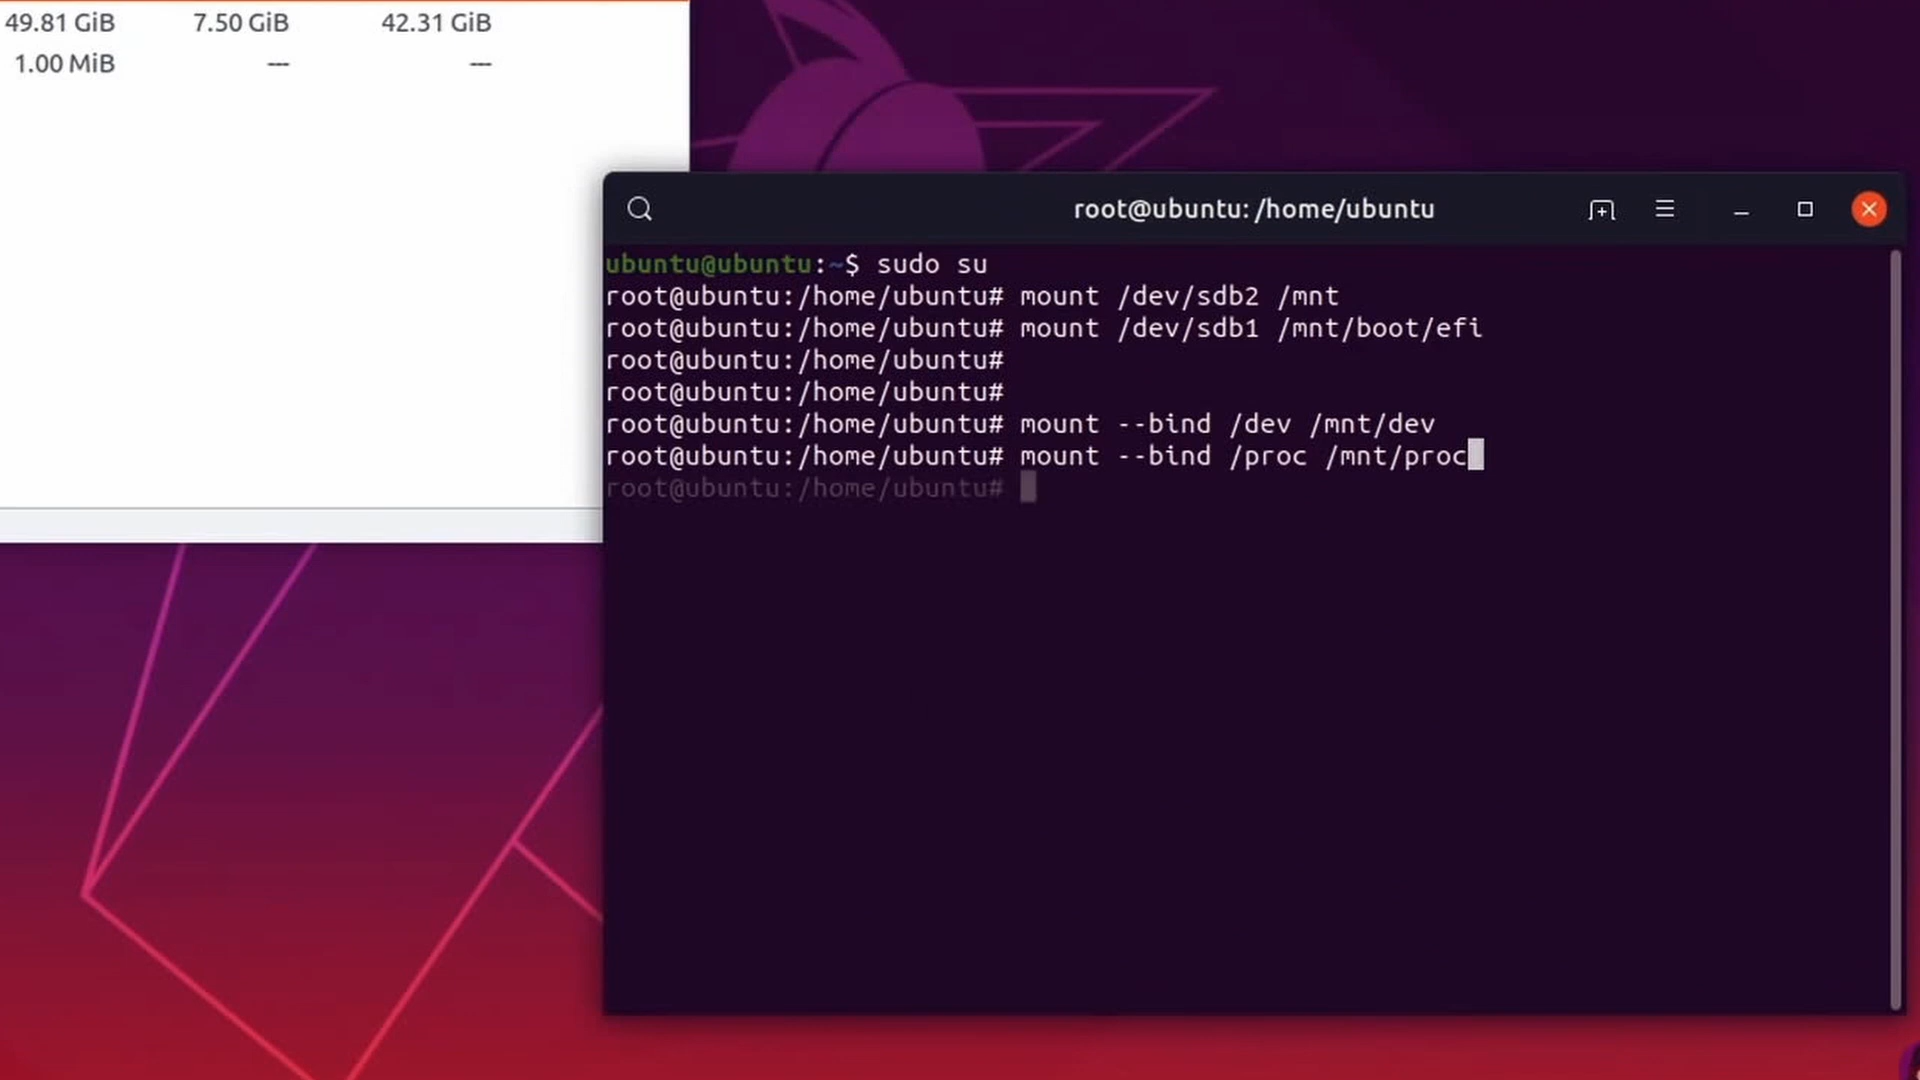 49.81 GiB 7.50 GiB 42.31 GiB
1.00 MiB --- ---
root@ubuntu: /home/ubuntu
ubuntu@ubuntu:~$ sudo su
root@ubuntu:/home/ubuntu# mount /dev/sdb2 /mnt
root@ubuntu:/home/ubuntu# mount /dev/sdb1 /mnt/boot/efi
root@ubuntu:/home/ubuntu#
root@ubuntu:/home/ubuntu#
root@ubuntu:/home/ubuntu# mount --bind /dev /mnt/dev
root@ubuntu:/home/ubuntu# mount --bind /proc /mnt/proc
root@ubuntu:/home/ubuntu#